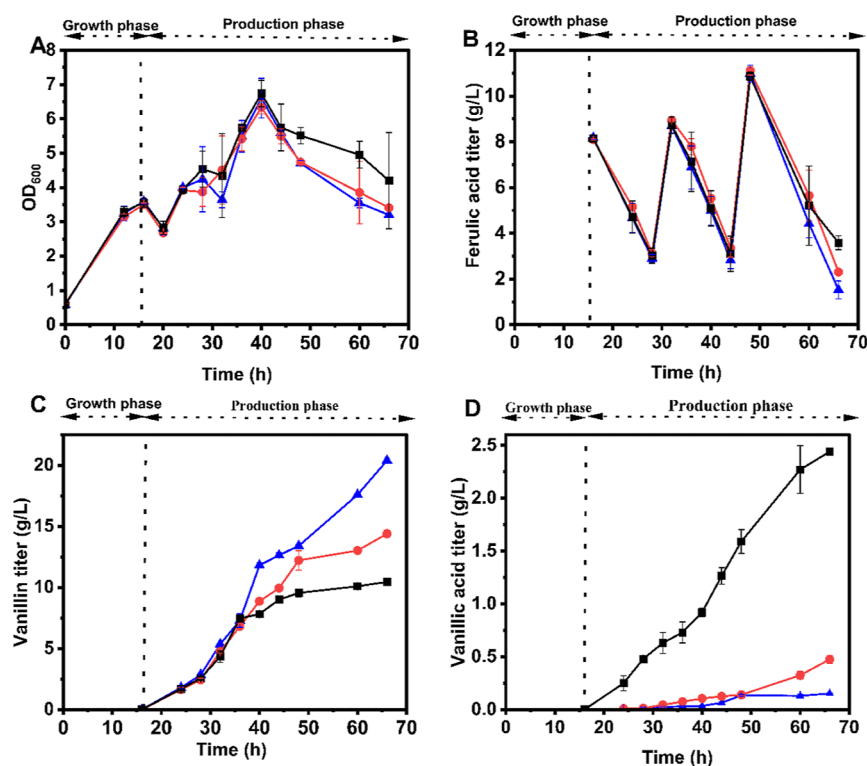 Growth phase Production phase
A
8
7
6
5
4
3
2
1
0
OD600
0 10 20 30 40 50 60 70
Time (h)
Growth phase Production phase
B
12
10
8
6
4
2
0
Ferulic acid titer (g/L)
0 10 20 30 40 50 60 70
Time (h)
C
Growth phase Production phase
20
15
10
5
0
Vanillin titer (g/L)
0 10 20 30 40 50 60 70
Time (h)
D
Growth phase Production phase
2.5
2.0
1.5
1.0
0.5
0.0
Vanillic acid titer (g/L)
0 10 20 30 40 50 60 70
Time (h)